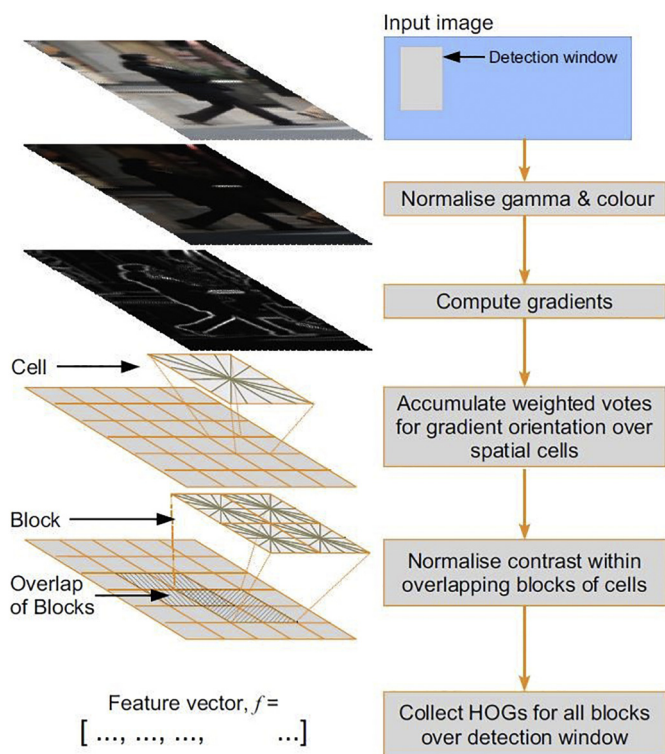 Input image
Detection window
Normalise gamma & colour
Compute gradients
Cell
Accumulate weighted votes
for gradient orientation over
spatial cells
Block
Normalise contrast within
overlapping blocks of cells
Overlap
of Blocks
Feature vector, f =
[ ..., ..., ..., ...]
Collect HOGs for all blocks
over detection window